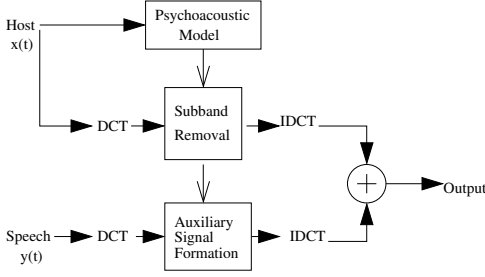 Psychoacoustic
Model
Host
x(t)
DCT
Subband
Removal
IDCT
+
Output
Speech
y(t)
DCT
Auxiliary
Signal
Formation
IDCT